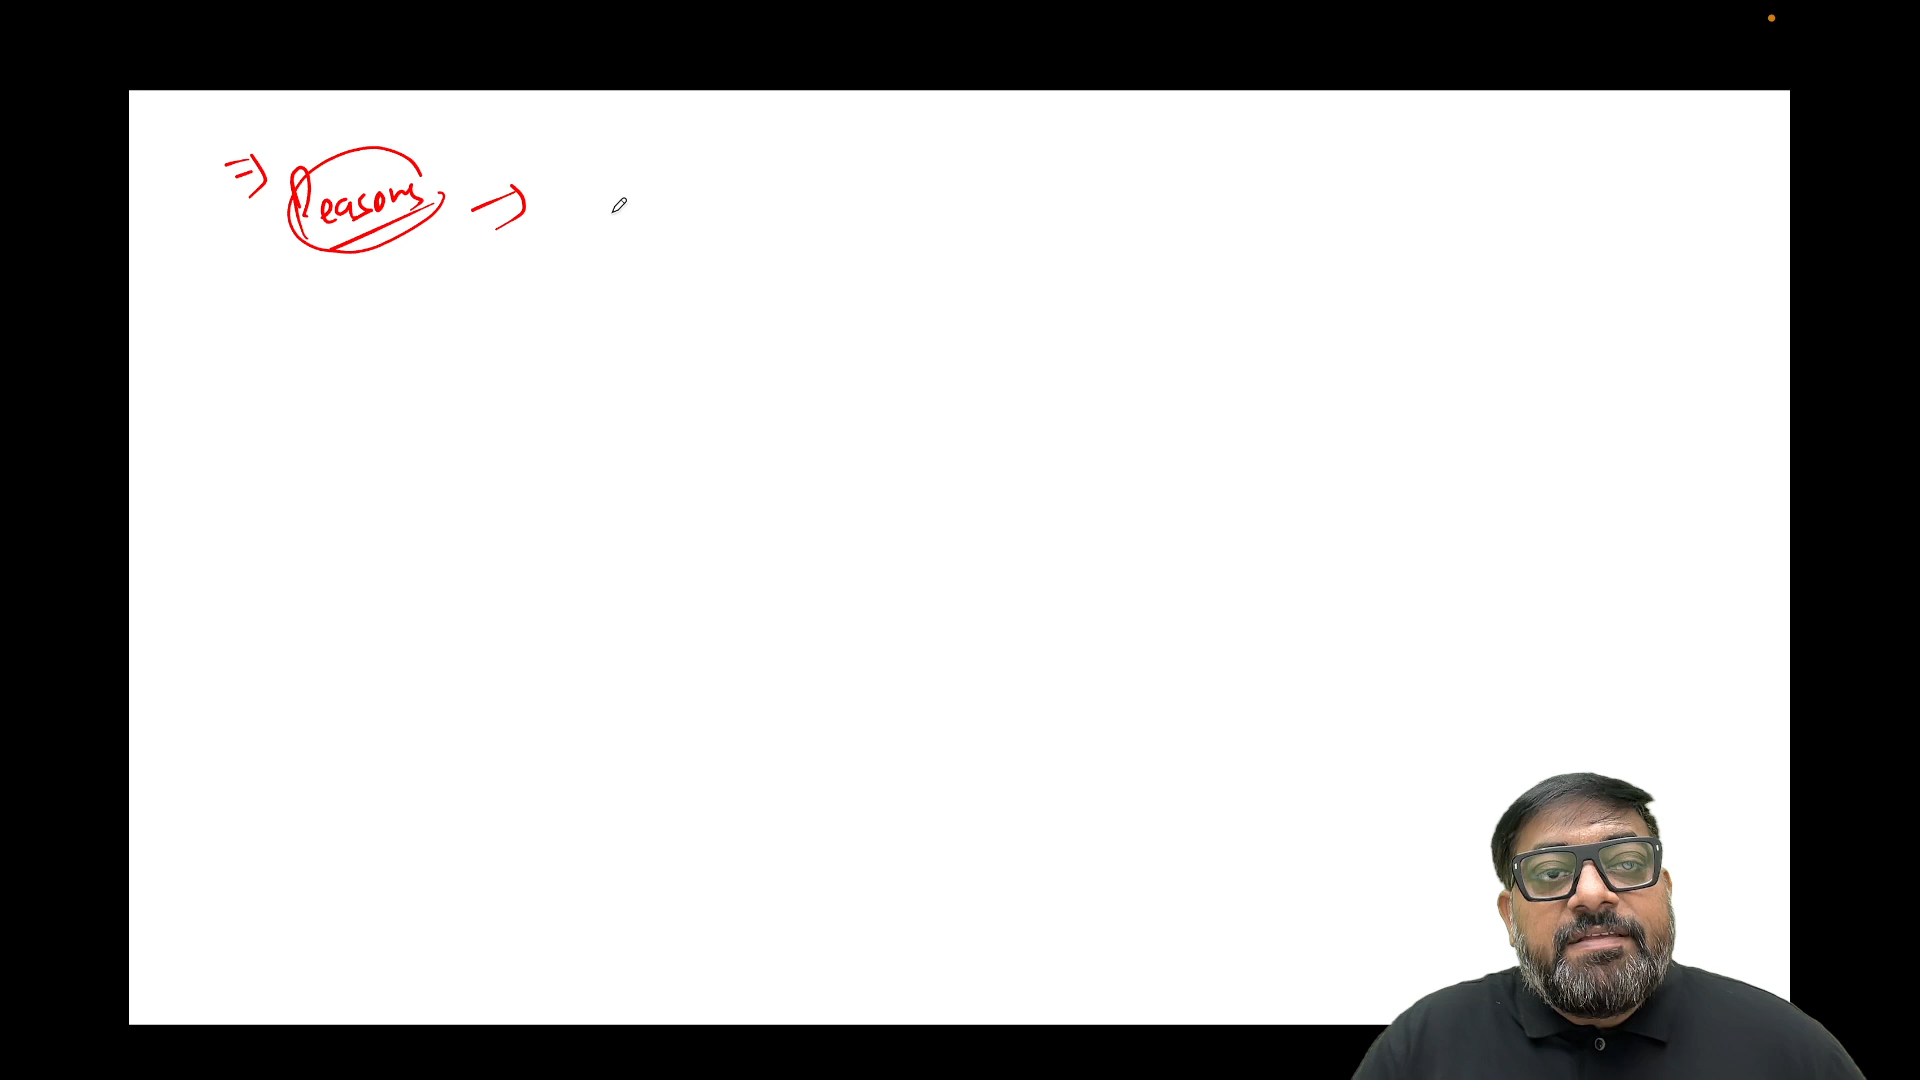 ⇒ Reasons →